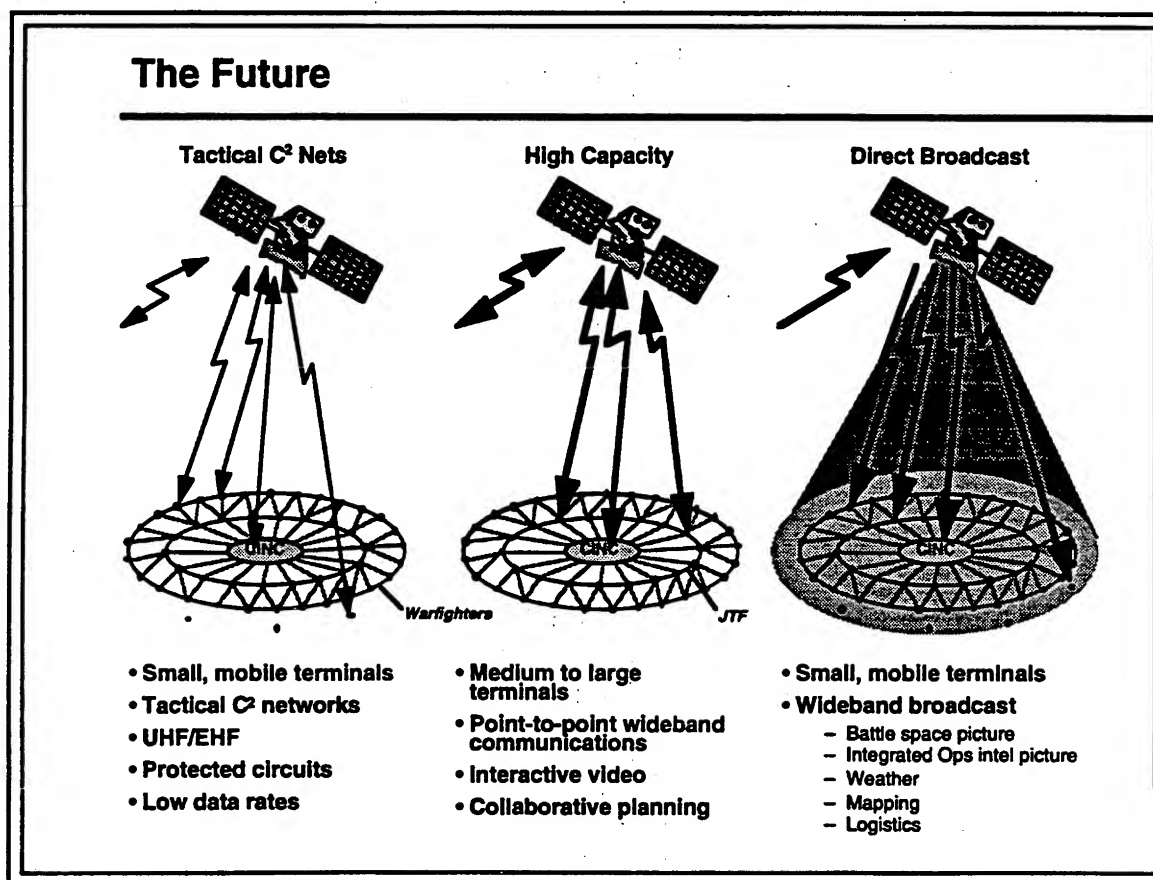 The Future
Tactical C² Nets
CINC
Warfighters
• Small, mobile terminals
• Tactical C² networks
• UHF/EHF
• Protected circuits
• Low data rates
High Capacity
CINC
JTF
• Medium to large
terminals
• Point-to-point wideband
communications
• Interactive video
• Collaborative planning
Direct Broadcast
CINC
• Small, mobile terminals
• Wideband broadcast
– Battle space picture
– Integrated Ops intel picture
– Weather
– Mapping
– Logistics